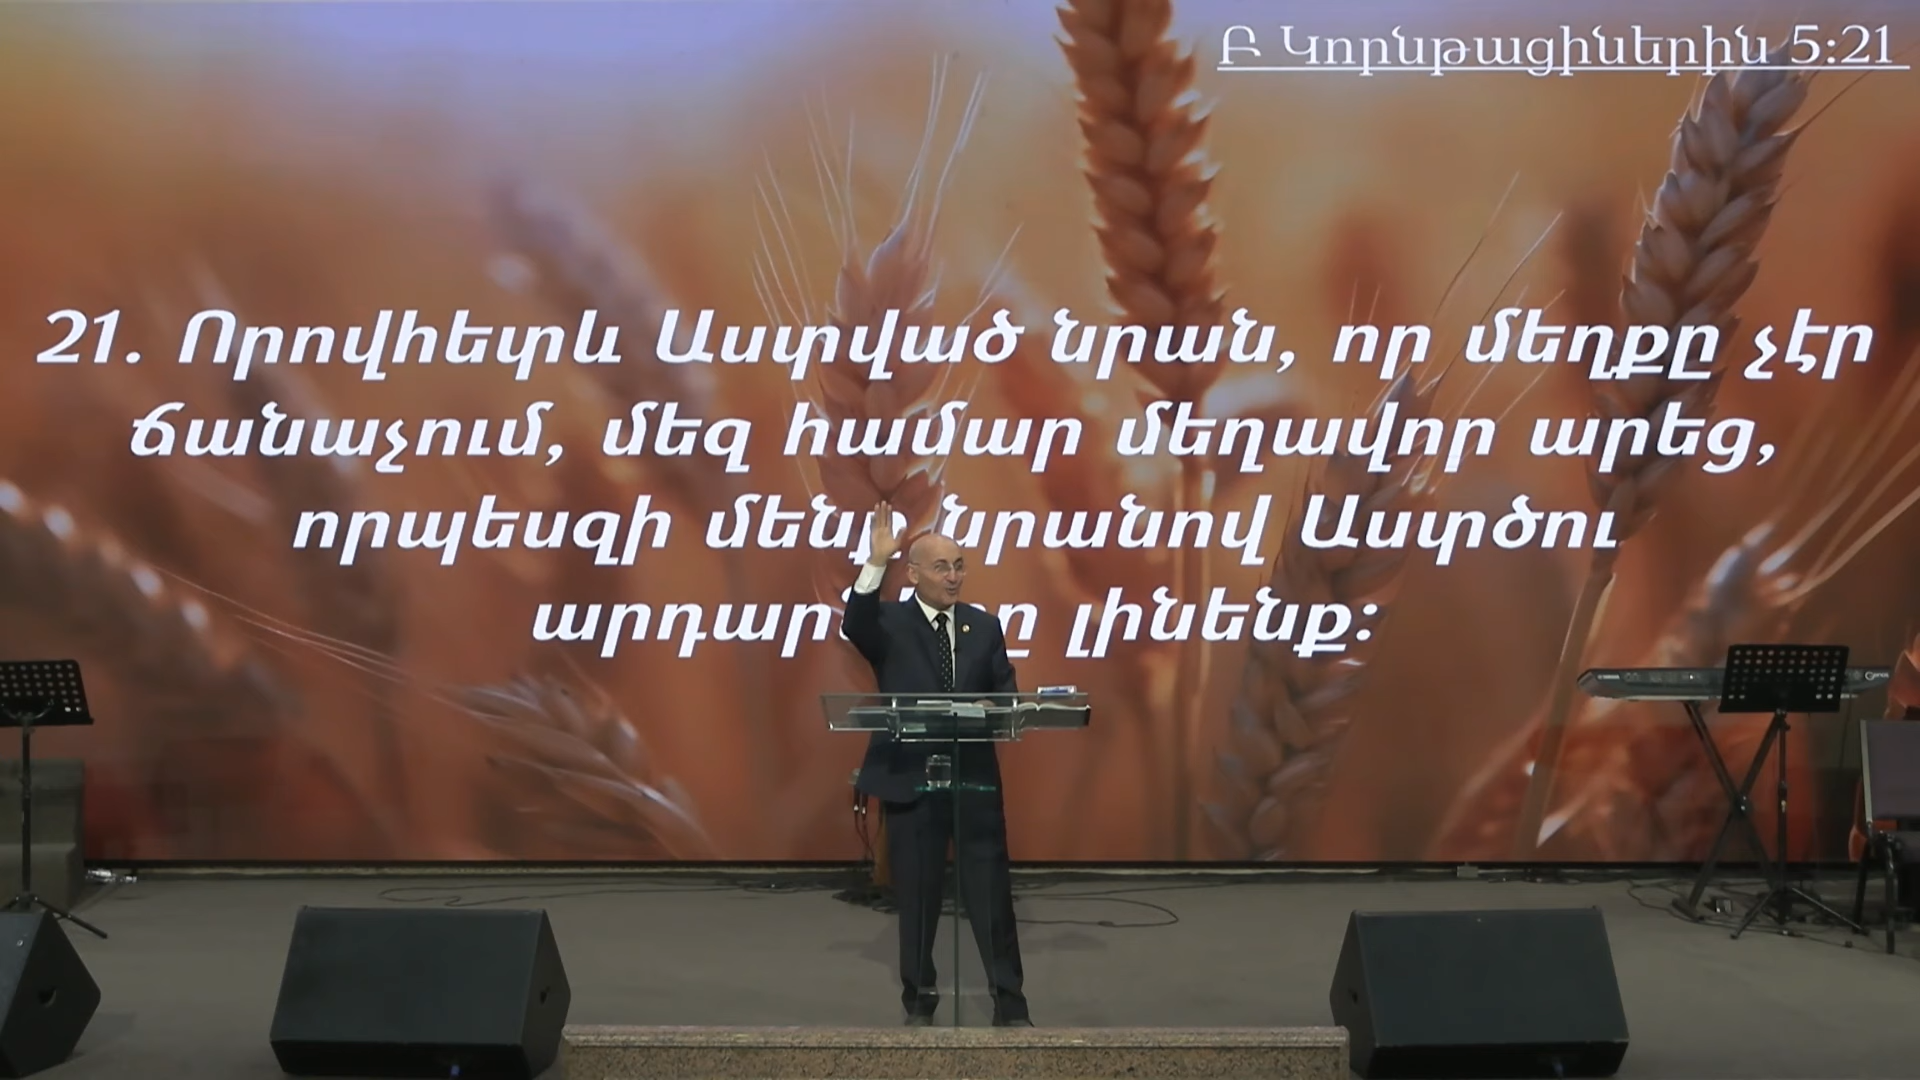 Բ Կորնթացիներին 5:21
21. Որովհետև Աստված նրան, որ մեղքը չէր
ճանաչում, մեզ համար մեղավոր արեց,
որպեսզի մենք նրանով Աստծու
լինենք: